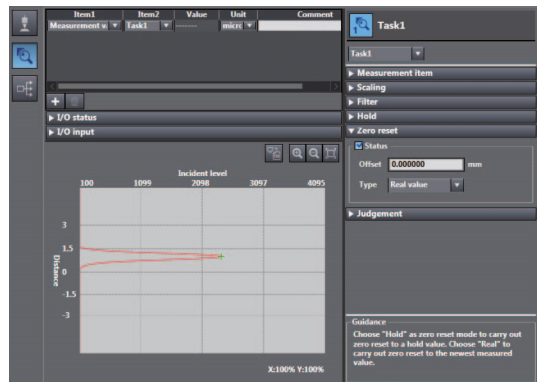 Item1 Item2 Value Unit Comment
Measurement v. Task1 ------- micro
+
I/O status
I/O input
Incident level
100 1099 2098 3097 4095
3
1.5
0
-1.5
-3
Distance
X:100% Y:100%
1
Task1
Task1
Measurement item
Scaling
Filter
Hold
Zero reset
Status
Offset 0.000000 mm
Type Real value
Judgement
Guidance
Choose "Hold" as zero reset mode to carry out
zero reset to a hold value. Choose "Real" to
carry out zero reset to the newest measured
value.